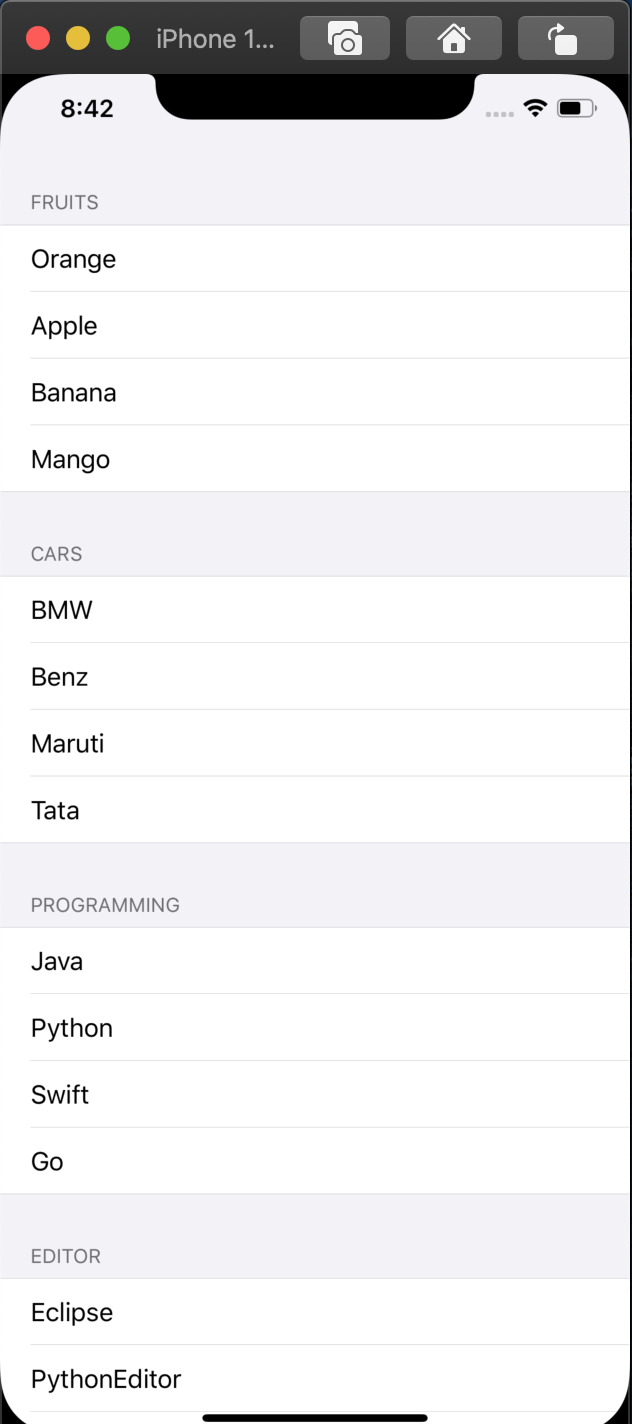 iPhone 1...
8:42
FRUITS
Orange
Apple
Banana
Mango
CARS
BMW
Benz
Maruti
Tata
PROGRAMMING
Java
Python
Swift
Go
EDITOR
Eclipse
PythonEditor